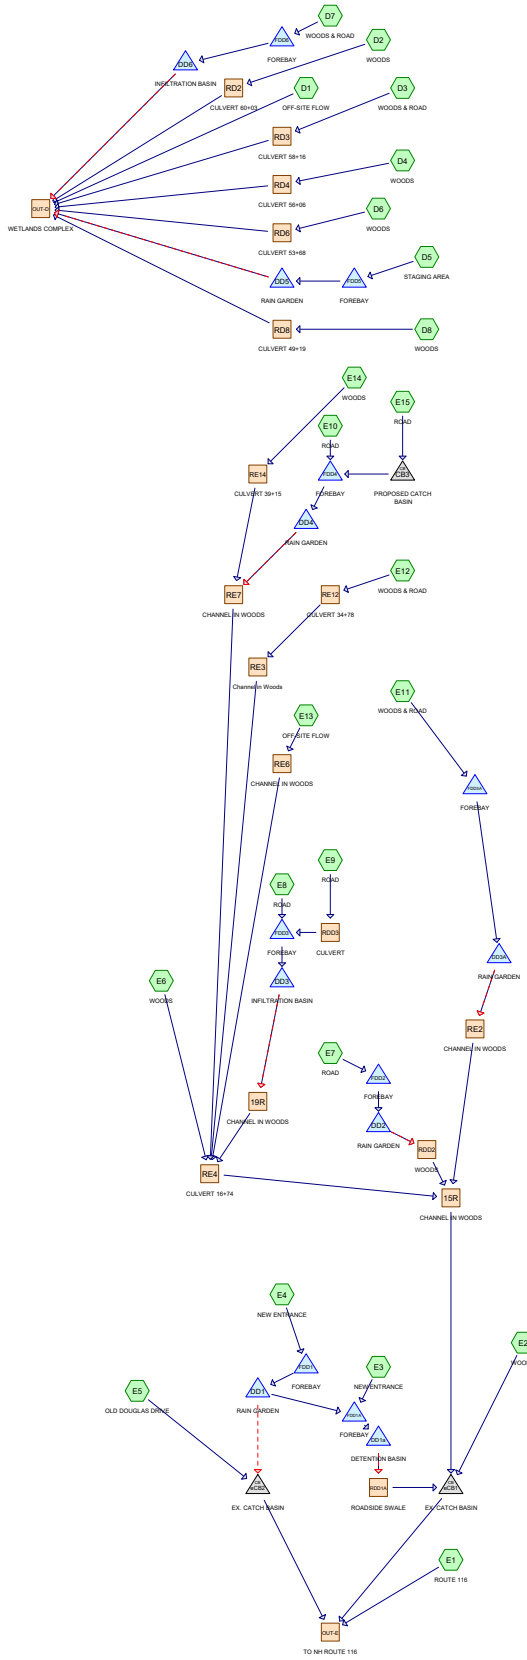 D7
WOODS & ROAD
FDD6
FOREBAY
DD6
INFILTRATION BASIN
D2
WOODS
RD2
CULVERT 60+03
D1
OFF-SITE FLOW
D3
WOODS & ROAD
RD3
CULVERT 58+16
D4
WOODS
RD4
CULVERT 56+06
OUT-D
WETLANDS COMPLEX
D6
WOODS
RD6
CULVERT 53+68
D5
STAGING AREA
DD5
RAIN GARDEN
FDD5
FOREBAY
RD8
CULVERT 49+19
D8
WOODS
E14
WOODS
E15
ROAD
E10
ROAD
RE14
CULVERT 39+15
FDD4
FOREBAY
CB
CB3
PROPOSED CATCH
BASIN
DD4
RAIN GARDEN
RE7
CHANNEL IN WOODS
E12
WOODS & ROAD
RE12
CULVERT 34+78
RE3
Channel in Woods
E11
WOODS & ROAD
E13
OFF-SITE FLOW
RE6
CHANNEL IN WOODS
FDD3A
FOREBAY
E9
ROAD
E8
ROAD
FDD3
FOREBAY
RDD3
CULVERT
DD3A
RAIN GARDEN
DD3
INFILTRATION BASIN
E6
WOODS
RE2
CHANNEL IN WOODS
E7
ROAD
FDD2
FOREBAY
19R
CHANNEL IN WOODS
DD2
RAIN GARDEN
RDD2
WOODS
RE4
CULVERT 16+74
15R
CHANNEL IN WOODS
E4
NEW ENTRANCE
E2
WOO
FDD1
FOREBAY
E3
NEW ENTRANCE
E5
OLD DOUGLAS DRIVE
DD1
RAIN GARDEN
FDD1A
FOREBAY
DD1a
DETENTION BASIN
CB
eCB2
EX. CATCH BASIN
RDD1A
ROADSIDE SWALE
CB
eCB1
EX. CATCH BASIN
E1
ROUTE 116
OUT-E
TO NH ROUTE 116